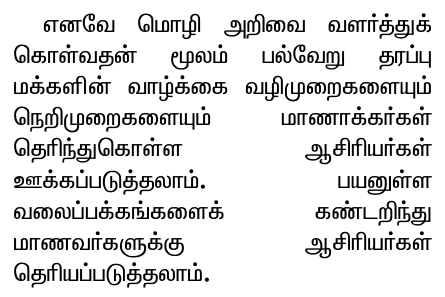 எனவே மொழி அறிவை வளர்த்துக்
கொள்வதன் மூலம் பல்வேறு தரப்பு
மக்களின் வாழ்க்கை வழிமுறைகளையும்
நெறிமுறைகளையும் மாணாக்கர்கள்
தெரிந்துகொள்ள ஆசிரியர்கள்
ஊக்கப்படுத்தலாம். பயனுள்ள
வலைப்பக்கங்களைக் கண்டறிந்து
மாணவர்களுக்கு ஆசிரியர்கள்
தெரியப்படுத்தலாம்.